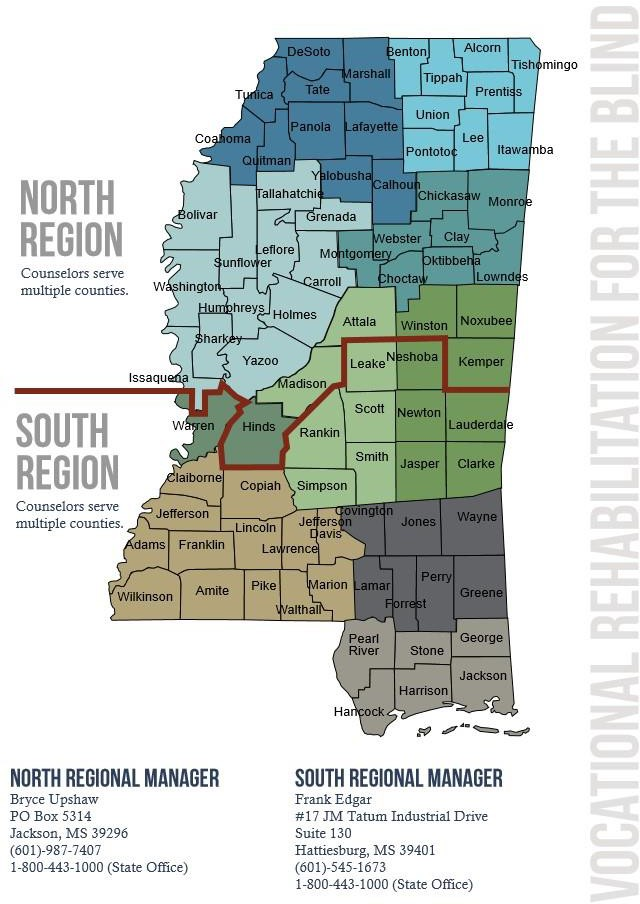 DeSoto
Benton
Alcorn
Marshall
Tippah
Tishomingo
Tunica
Tate
Prentiss
Union
Panola
Lafayette
Coahoma
Lee
Pontotoc
Itawamba
Quitman
Yalobusha
Calhoun
Tallahatchie
Chickasaw
Monroe
Bolivar
Grenada
NORTH
REGION
Counselors serve
multiple counties.
Webster
Clay
Leflore
Montgomery
Sunflower
Oktibbeha
Choctaw
Lowndes
Washington
Carroll
Humphreys
Holmes
Attala
Winston
Noxubee
Sharkey
Yazoo
Leake
Neshoba
Kemper
Issaquena
Madison
SOUTH
REGION
Counselors serve
multiple counties.
Warren
Hinds
Scott
Newton
Rankin
Lauderdale
Smith
Jasper
Clarke
Claiborne
Copiah
Simpson
Jefferson
Covington
Jones
Wayne
Lincoln
Jefferson
Davis
Adams
Franklin
Lawrence
Wilkinson
Amite
Pike
Marion
Walthall
Lamar
Perry
Forrest
Greene
Pearl
River
Stone
George
Jackson
Harrison
Hancock
VOCATIONAL REHABILITATION FOR THE BLIND
NORTH REGIONAL MANAGER
Bryce Upshaw
PO Box 5314
Jackson, MS 39296
(601)-987-7407
1-800-443-1000 (State Office)
SOUTH REGIONAL MANAGER
Frank Edgar
#17 JM Tatum Industrial Drive
Suite 130
Hattiesburg, MS 39401
(601)-545-1673
1-800-443-1000 (State Office)